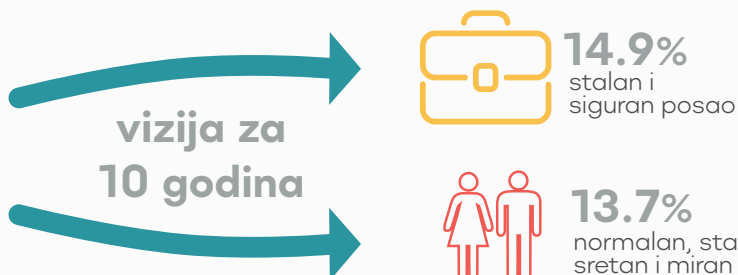 vizija za
10 godina
14.9%
stalan i
siguran posao
13.7%
normalan,
sretan i miran